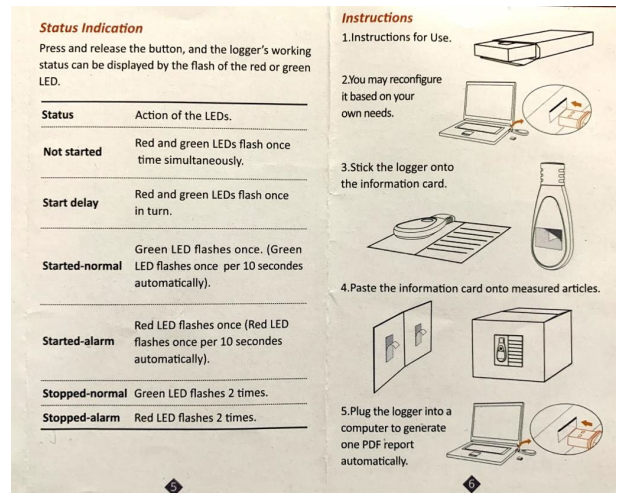 Status Indication
Press and release the button, and the logger's working
status can be displayed by the flash of the red or green
LED.
Status Action of the LEDs.
Not started Red and green LEDs flash once
time simultaneously.
Start delay Red and green LEDs flash once
in turn.
Started-normal Green LED flashes once. (Green
LED flashes once per 10 secondes
automatically).
Started-alarm Red LED flashes once (Red LED
flashes once per 10 secondes
automatically).
Stopped-normal Green LED flashes 2 times.
Stopped-alarm Red LED flashes 2 times.
5
Instructions
1.Instructions for Use.
2.You may reconfigure
it based on your
own needs.
3.Stick the logger onto
the information card.
4.Paste the information card onto measured articles.
5.Plug the logger into a
computer to generate
one PDF report
automatically.
6